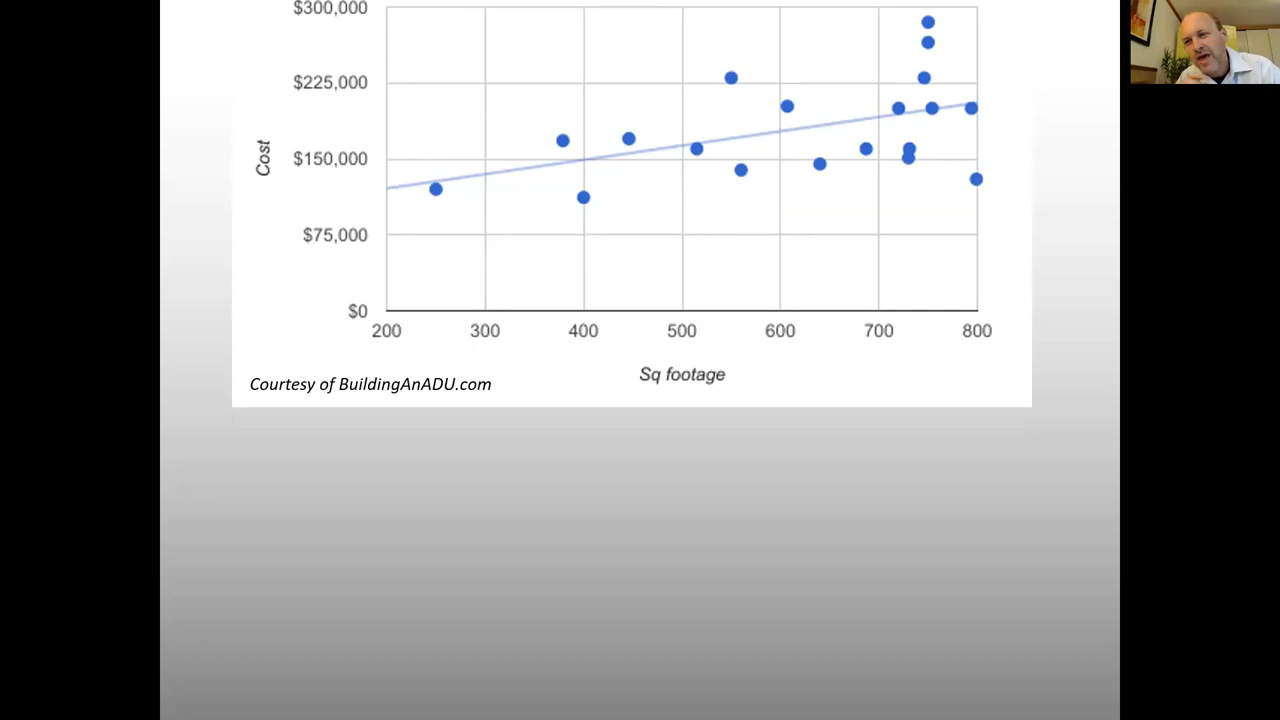 $300,000
$225,000
$150,000
$75,000
$0
Cost
200 300 400 500 600 700 800
Sq footage
Courtesy of BuildingAnADU.com